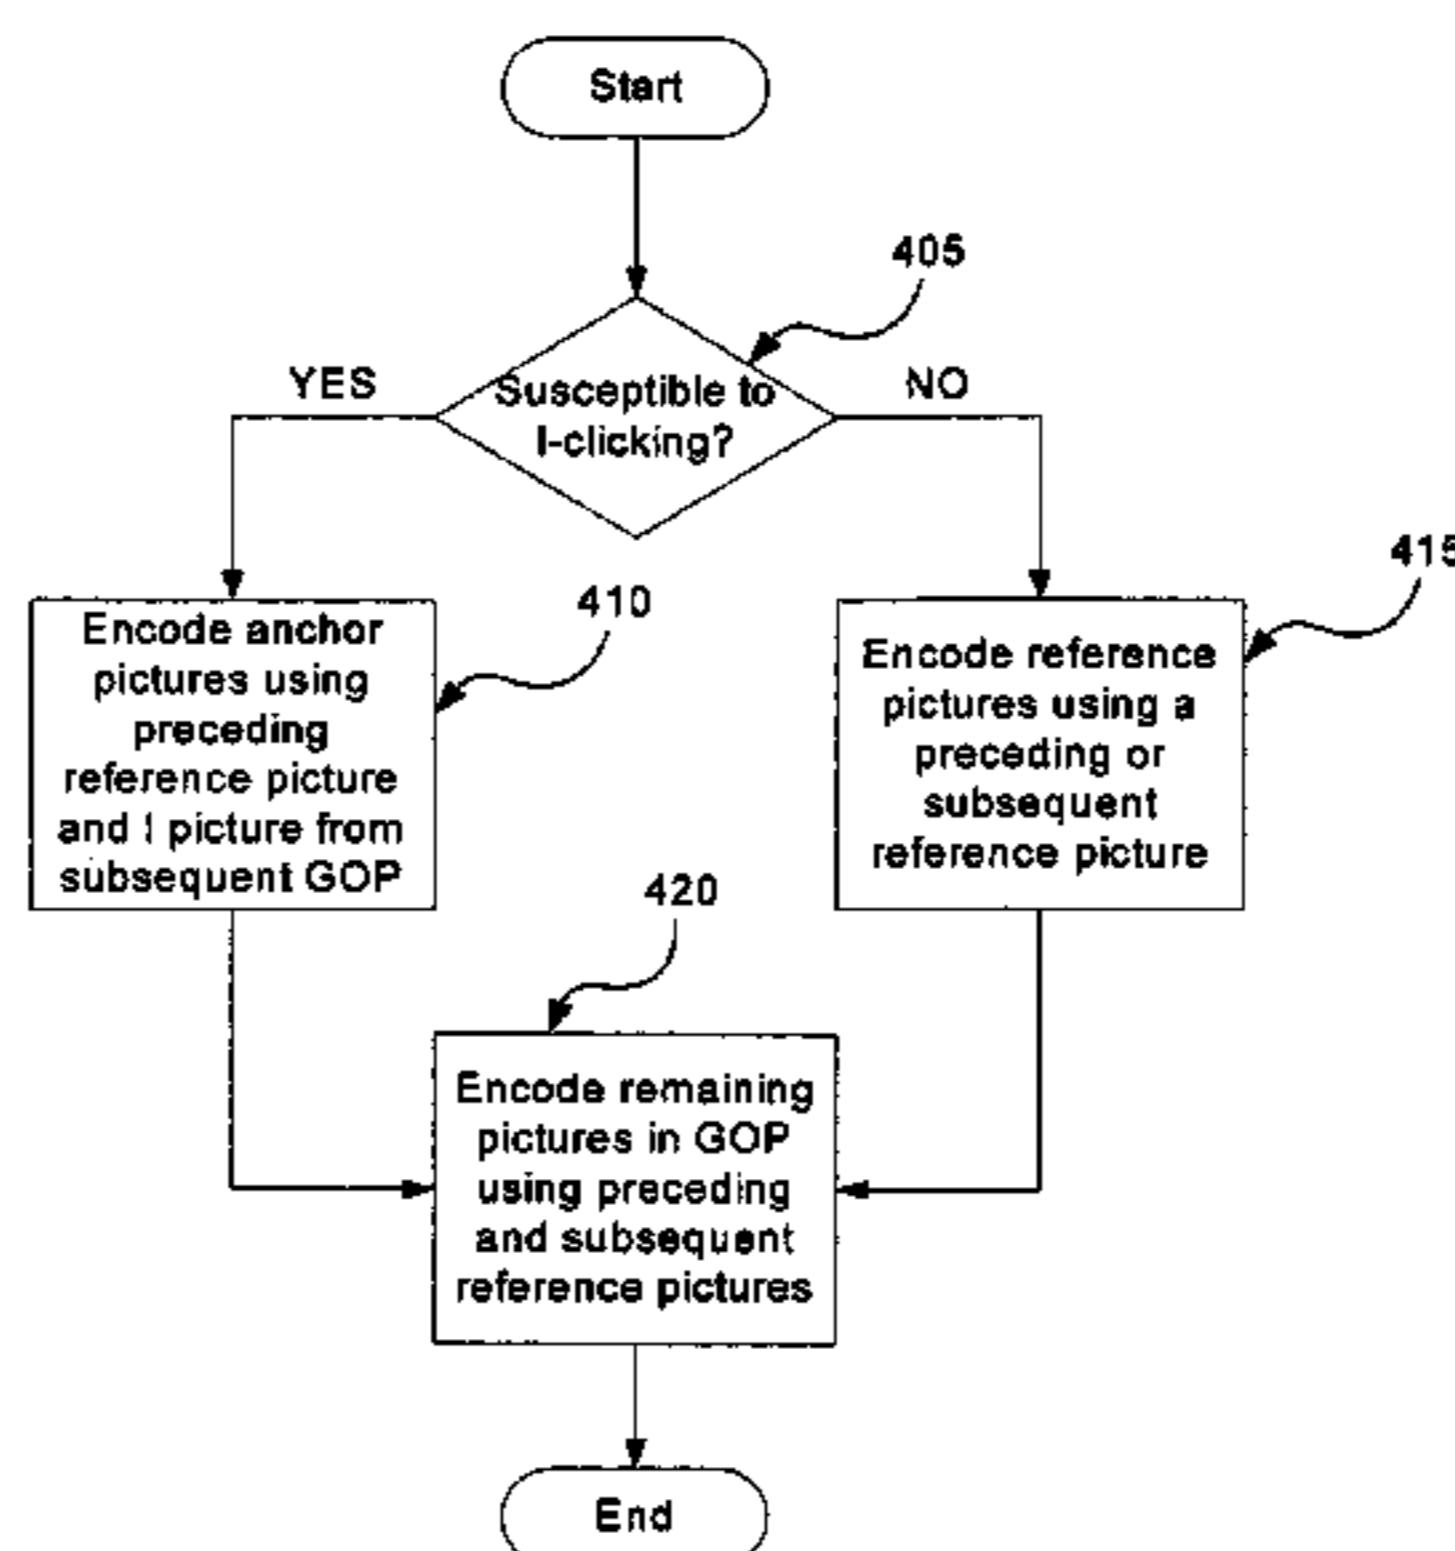 Start
405
YES
Susceptible to
I-clicking?
NO
415
410
Encode anchor
pictures using
preceding
reference picture
and I picture from
subsequent GOP
Encode reference
pictures using a
preceding or
subsequent
reference picture
420
Encode remaining
pictures in GOP
using preceding
and subsequent
reference pictures
End